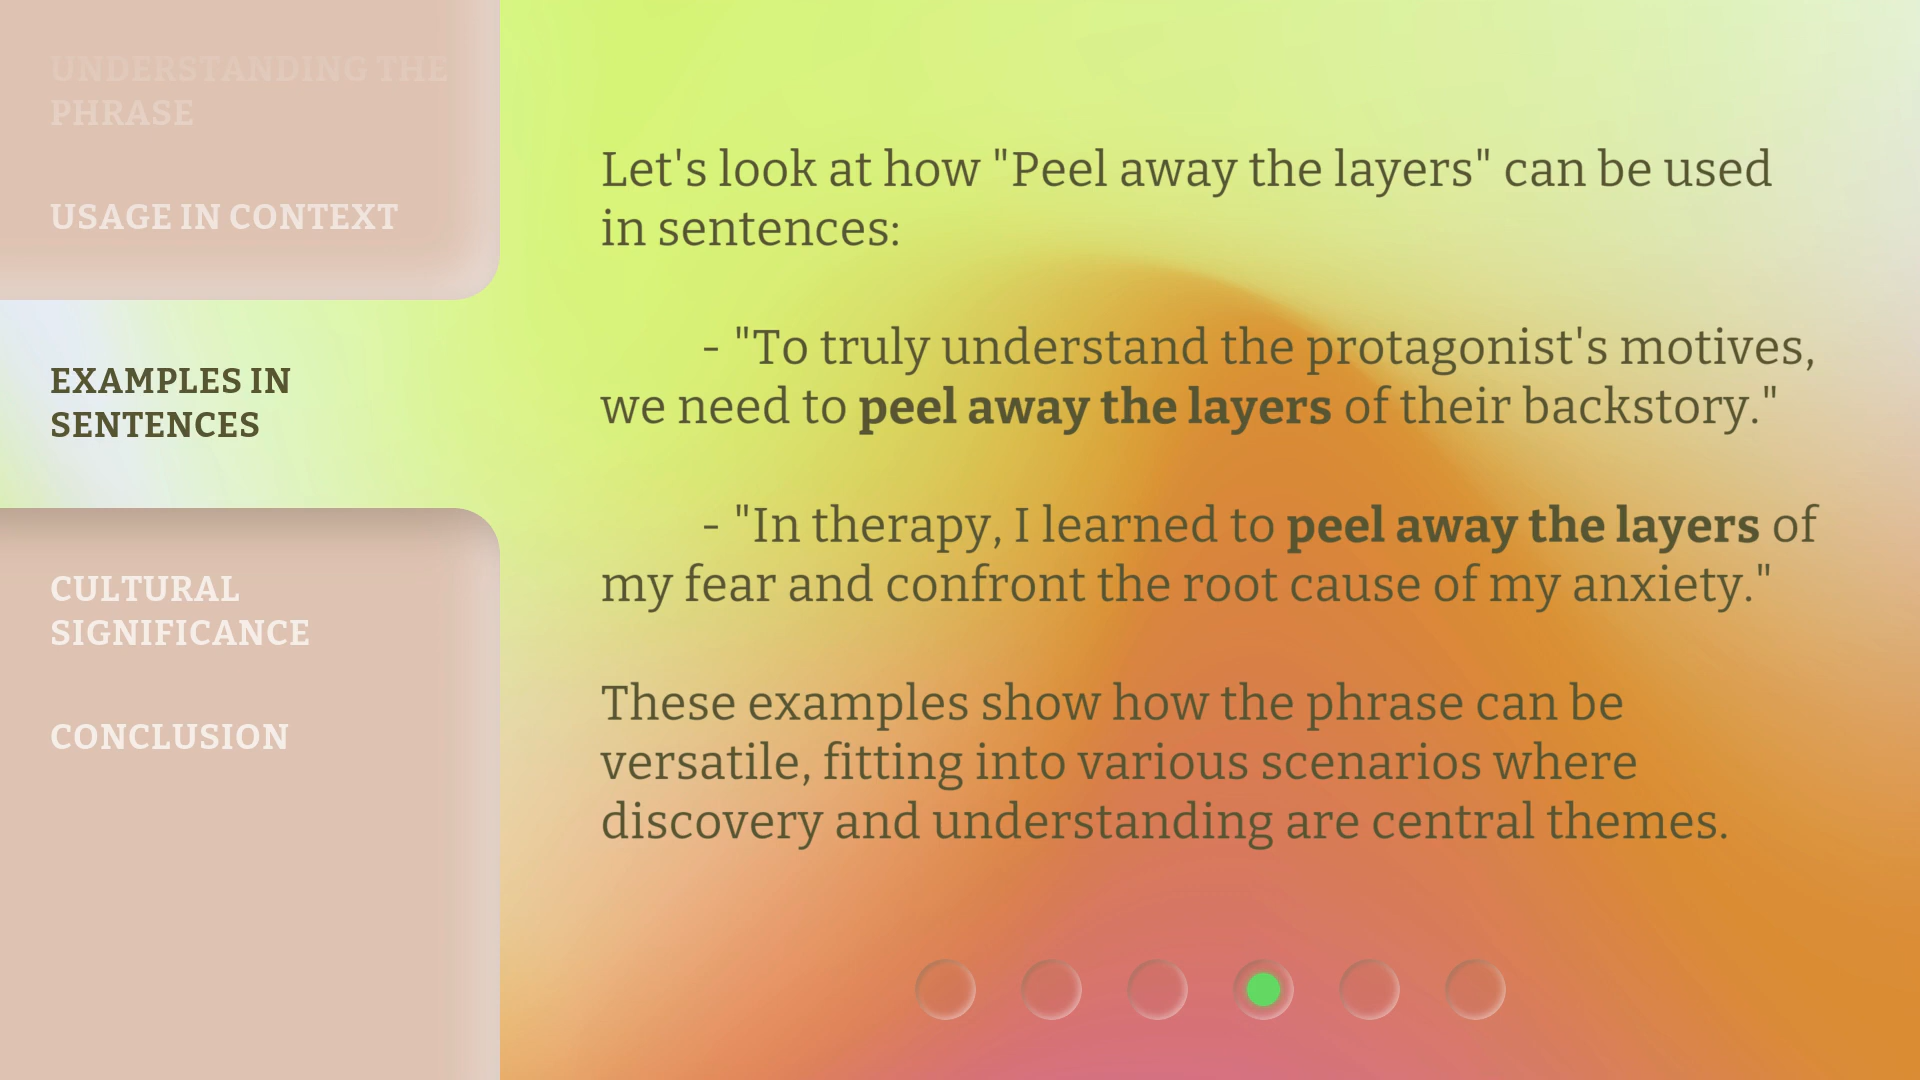 UNDERSTANDING THE
PHRASE
USAGE IN CONTEXT
EXAMPLES IN
SENTENCES
CULTURAL
SIGNIFICANCE
CONCLUSION
Let's look at how "Peel away the layers" can be used
in sentences:
- "To truly understand the protagonist's motives,
we need to peel away the layers of their backstory."
- "In therapy, I learned to peel away the layers of
my fear and confront the root cause of my anxiety."
These examples show how the phrase can be
versatile, fitting into various scenarios where
discovery and understanding are central themes.